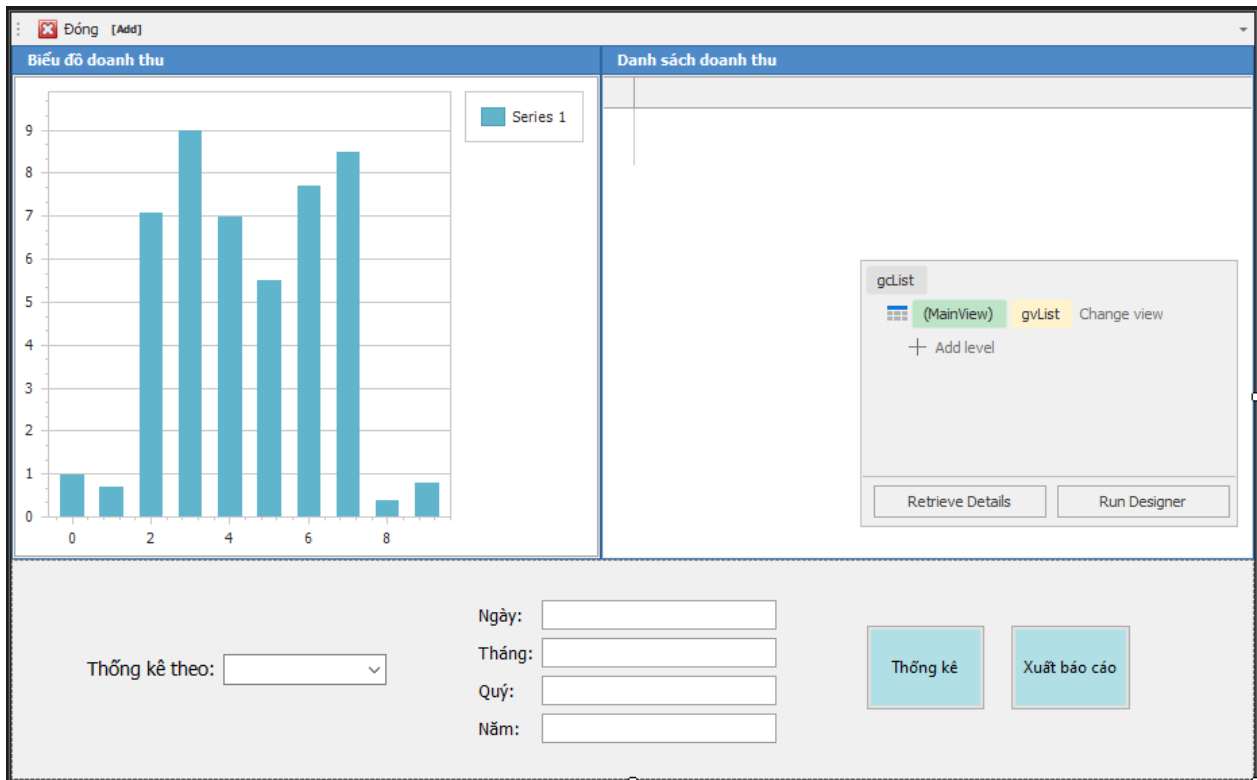 Đóng [Add]
Biểu đồ doanh thu
Danh sách doanh thu
9
8
7
6
5
4
3
2
1
0
0 2 4 6 8
Series 1
gcList
(MainView) gvList Change view
Add level
Retrieve Details Run Designer
Thống kê theo:
Ngày:
Tháng:
Quý:
Năm:
Thống kê
Xuất báo cáo